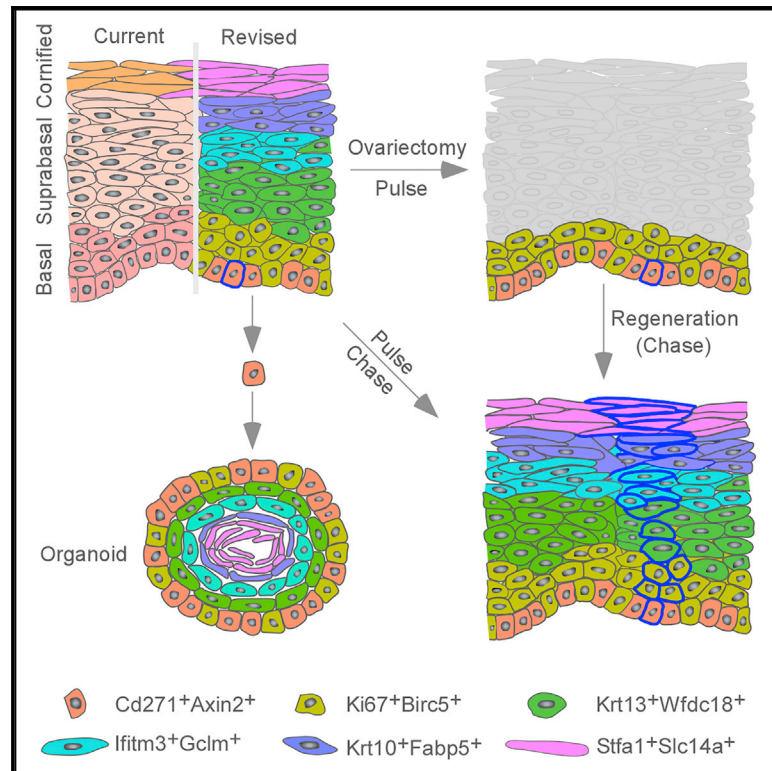 Current Revised
Cornified
Suprabasal
Basal
Ovariectomy
Pulse
Pulse
Chase
Regeneration
(Chase)
Organoid
Cd271+Axin2+
Ki67+Birc5+
Krt13+Wfdc18+
Ifitm3+Gclm+
Krt10+Fabp5+
Stfa1+Slc14a+